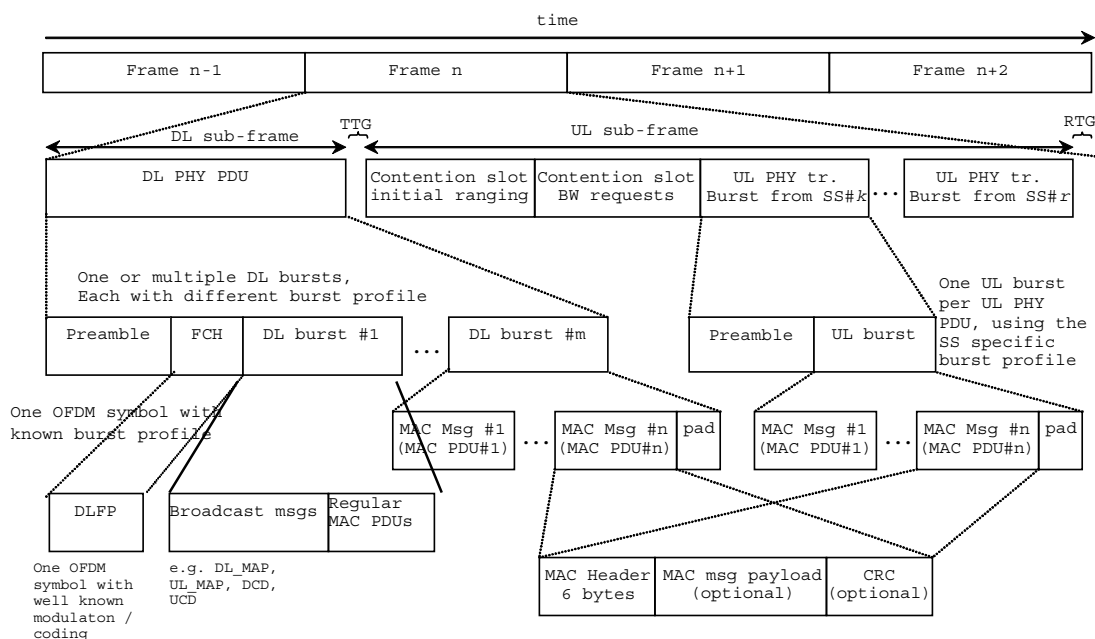 time
Frame n-1
Frame n
Frame n+1
Frame n+2
DL sub-frame
TTG
UL sub-frame
RTG
DL PHY PDU
Contention slot
initial ranging
Contention slot
BW requests
UL PHY tr.
Burst from SS#k
...
UL PHY tr.
Burst from SS#r
One or multiple DL bursts,
Each with different burst profile
One UL burst
per UL PHY
PDU, using the
SS specific
burst profile
Preamble
FCH
DL burst #1
...
DL burst #m
Preamble
UL burst
One OFDM symbol with
known burst profile
MAC Msg #1
(MAC PDU#1)
...
MAC Msg #n
(MAC PDU#n)
pad
MAC Msg #1
(MAC PDU#1)
...
MAC Msg #n
(MAC PDU#n)
pad
DLFP
Broadcast msgs
Regular
MAC PDUs
One OFDM
symbol with
well known
modulaton /
coding
e.g. DL_MAP,
UL_MAP, DCD,
UCD
MAC Header
6 bytes
MAC msg payload
(optional)
CRC
(optional)